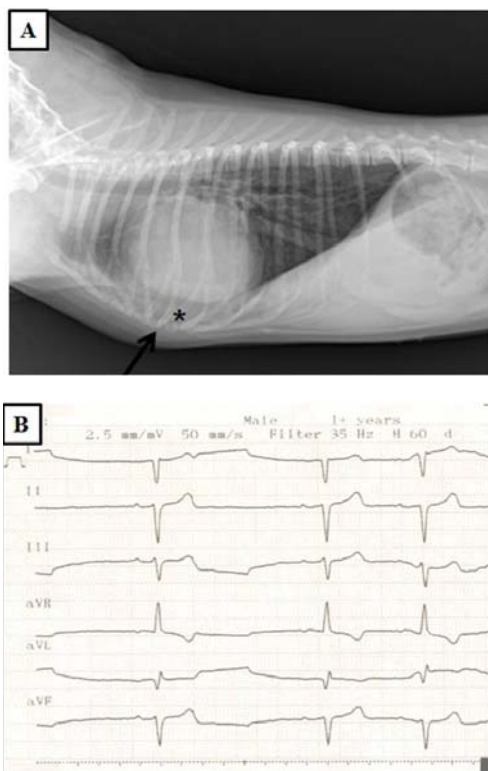 A
*
B
Male 1+ years
2.5 mm/mV 50 mm/s Filter 35 Hz H 60 d
I
II
III
aVR
aVL
aVF